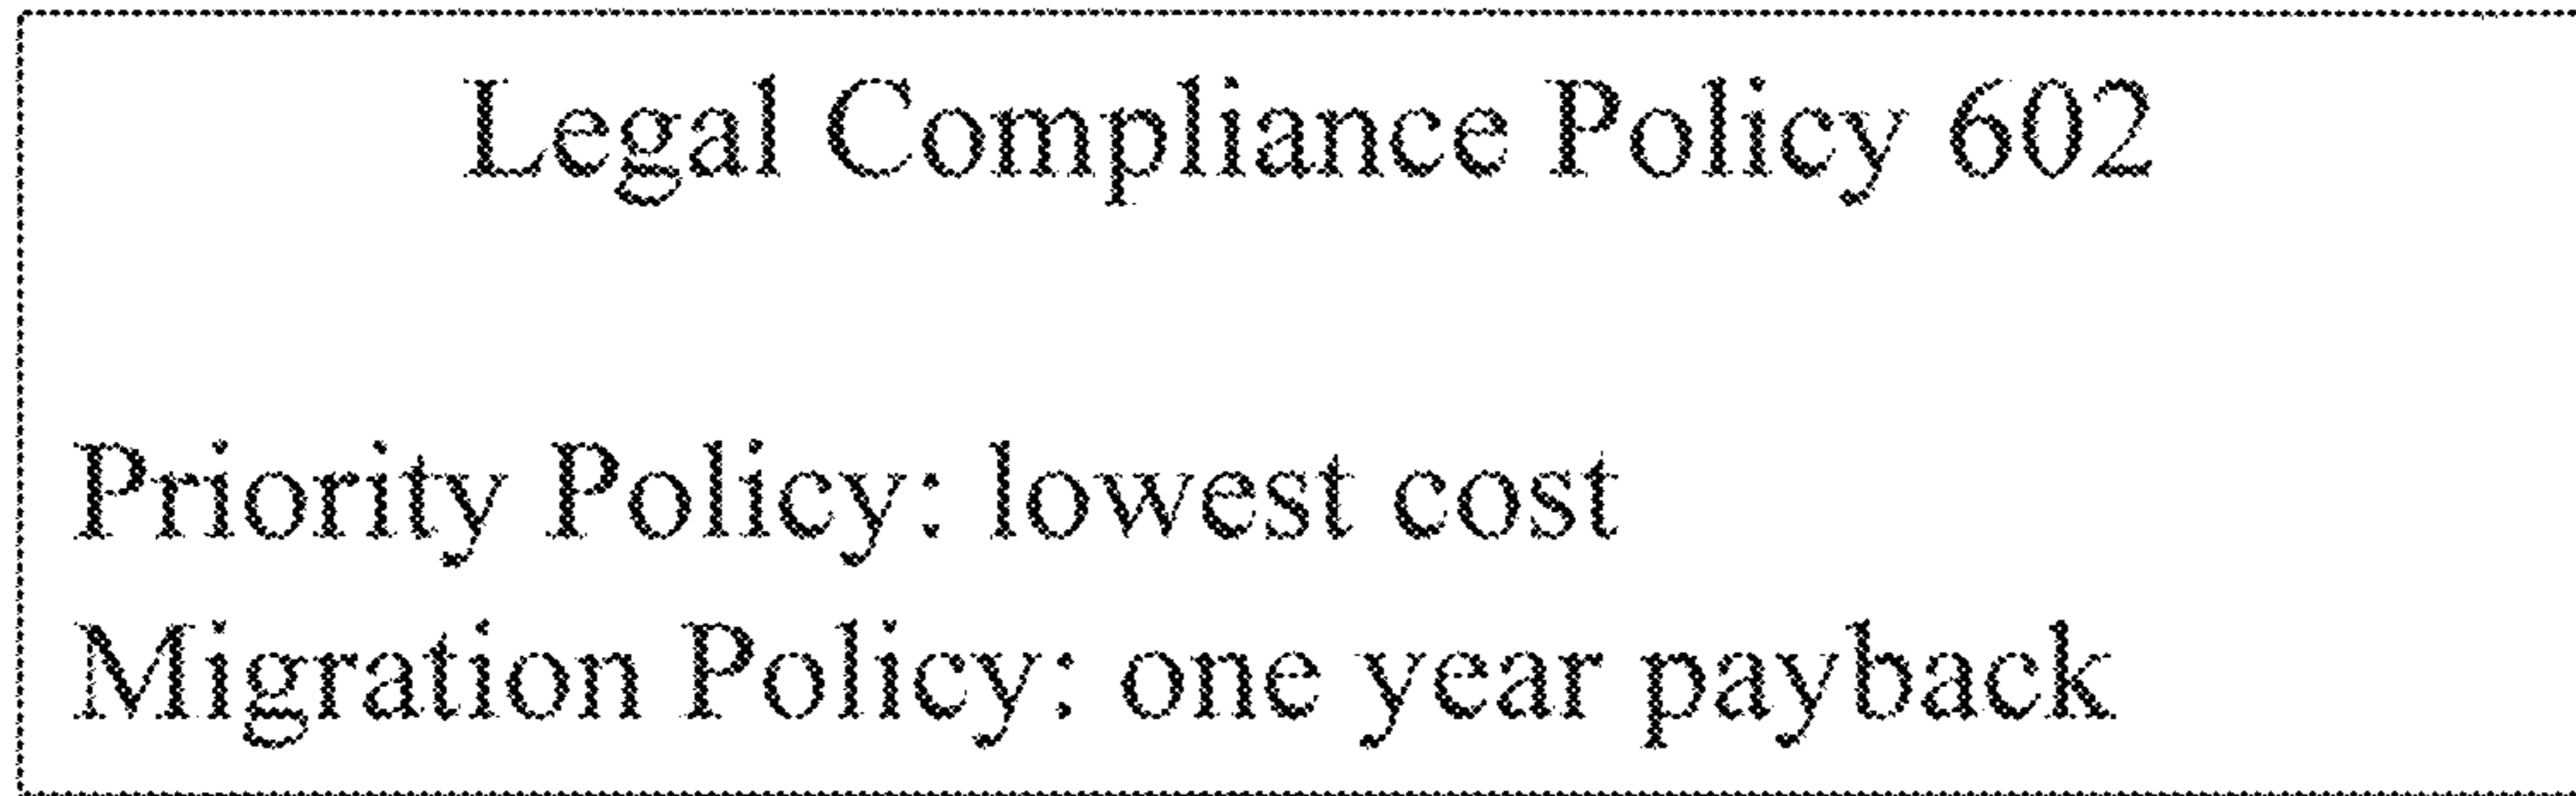 Legal Compliance Policy 602
Priority Policy: lowest cost
Migration Policy: one year payback